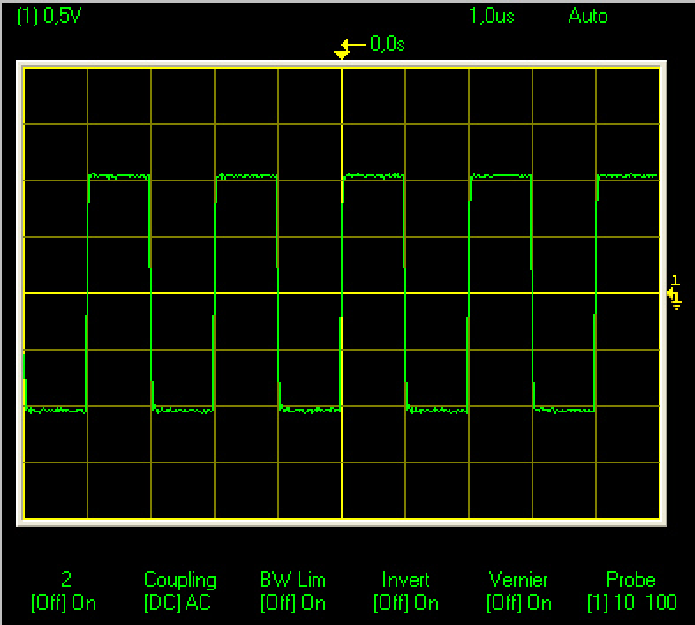 (1) 0,5V 1,0us Auto
0,0s
1
1
2 Coupling BW Lim Invert Vernier Probe
[Off] On [DC] AC [Off] On [Off] On [Off] On [1] 10 100